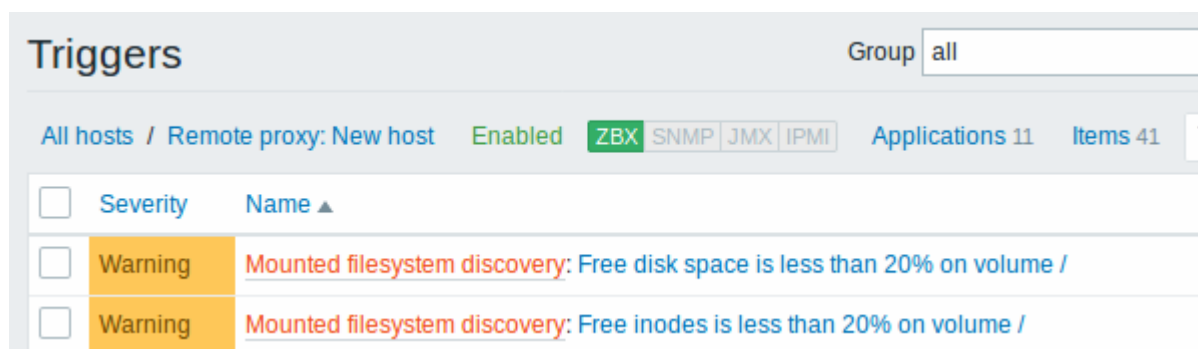 Triggers Group all
All hosts / Remote proxy: New host Enabled ZBX SNMP JMX IPMI Applications 11 Items 41
Severity Name ▲
Warning Mounted filesystem discovery: Free disk space is less than 20% on volume /
Warning Mounted filesystem discovery: Free inodes is less than 20% on volume /